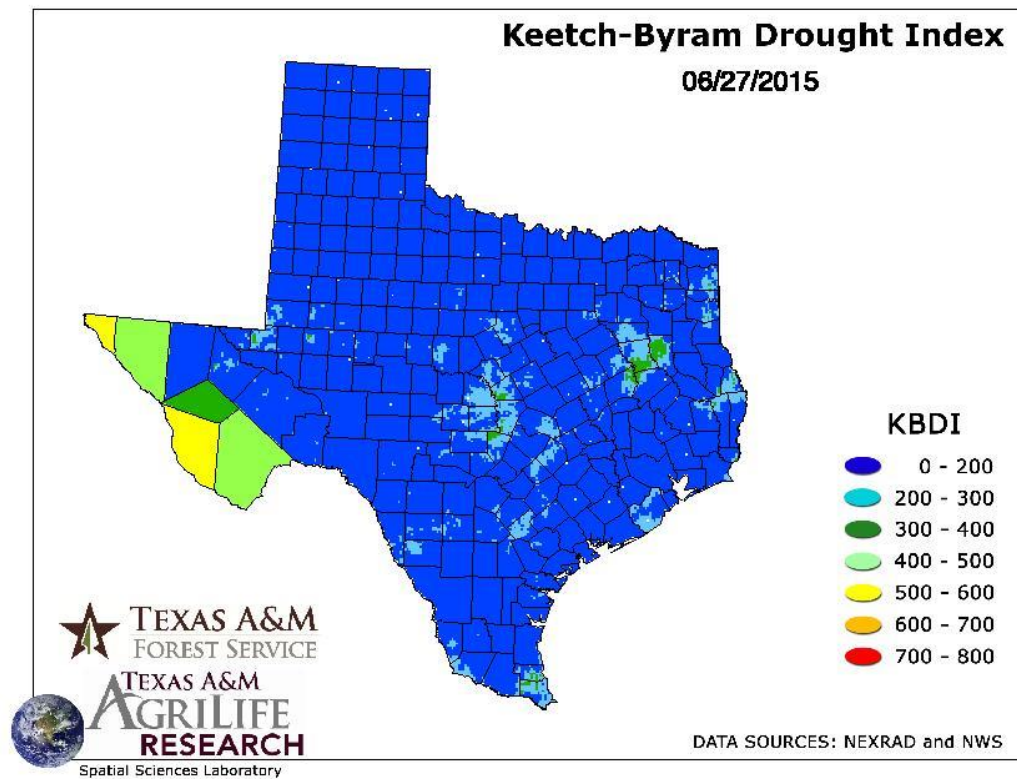 Keetch-Byram Drought Index
06/27/2015
KBDI
0 - 200
200 - 300
300 - 400
400 - 500
500 - 600
600 - 700
700 - 800
TEXAS A&M
FOREST SERVICE
TEXAS A&M
AGRILIFE
RESEARCH
Spatial Sciences Laboratory
DATA SOURCES: NEXRAD and NWS